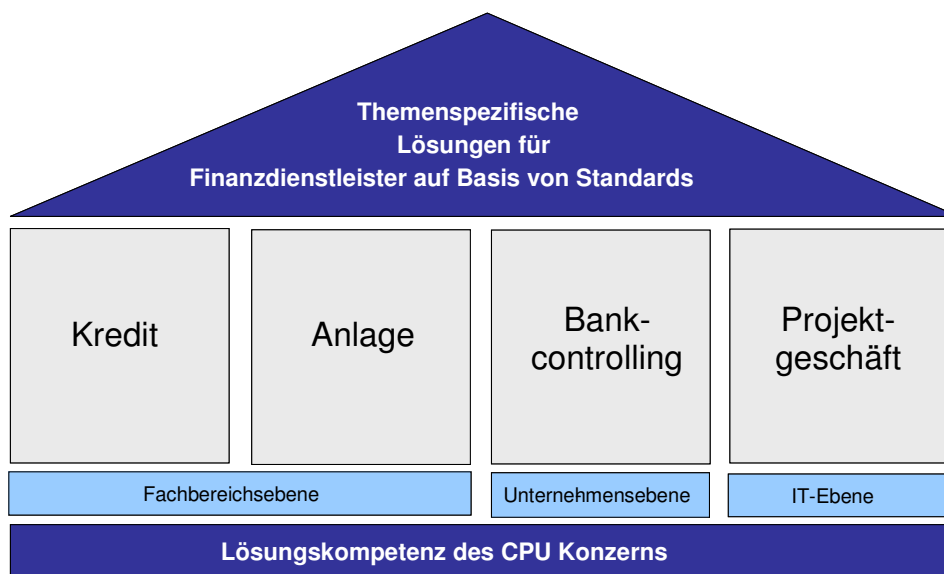 Themenspezifische
Lösungen für
Finanzdienstleister auf Basis von Standards
Kredit
Anlage
Bank-
controlling
Projekt-
geschäft
Fachbereichsebene
Unternehmensebene
IT-Ebene
Lösungskompetenz des CPU Konzerns